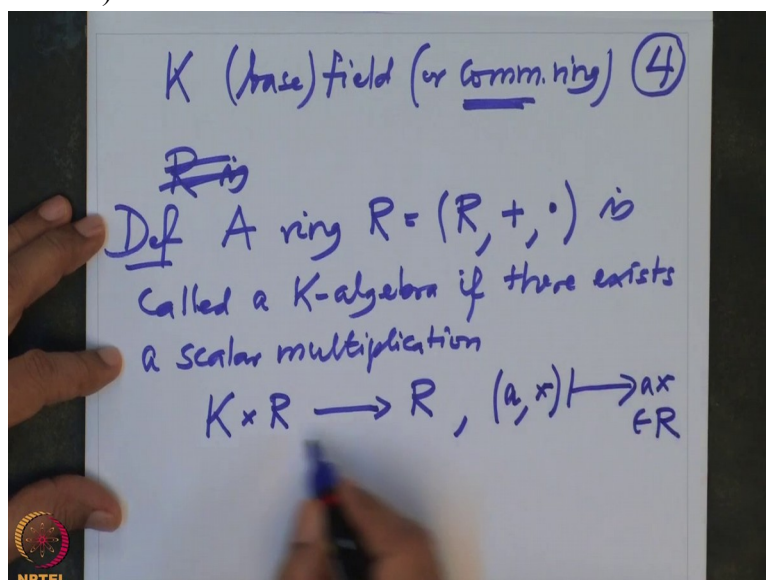 K (base) field (or comm. ring) 4
R is
Def A ring R = (R, +, ·) is
called a K-algebra if there exists
a scalar multiplication
K × R ⟶ R , (a, x) ⟼ ax
∈ R
NPTEL